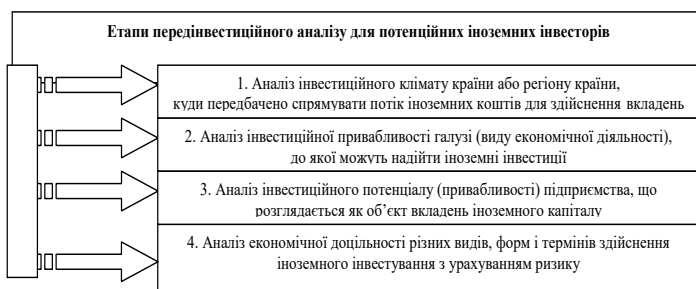 Етапи передінвестиційного аналізу для потенційних іноземних інвесторів
1. Аналіз інвестиційного клімату країни або регіону країни,
куди передбачено спрямувати потік іноземних коштів для здійснення вкладень
2. Аналіз інвестиційної привабливості галузі (виду економічної діяльності),
до якої можуть надійти іноземні інвестиції
3. Аналіз інвестиційного потенціалу (привабливості) підприємства, що
розглядається як об’єкт вкладень іноземного капіталу
4. Аналіз економічної доцільності різних видів, форм і термінів здійснення
іноземного інвестування з урахуванням ризику